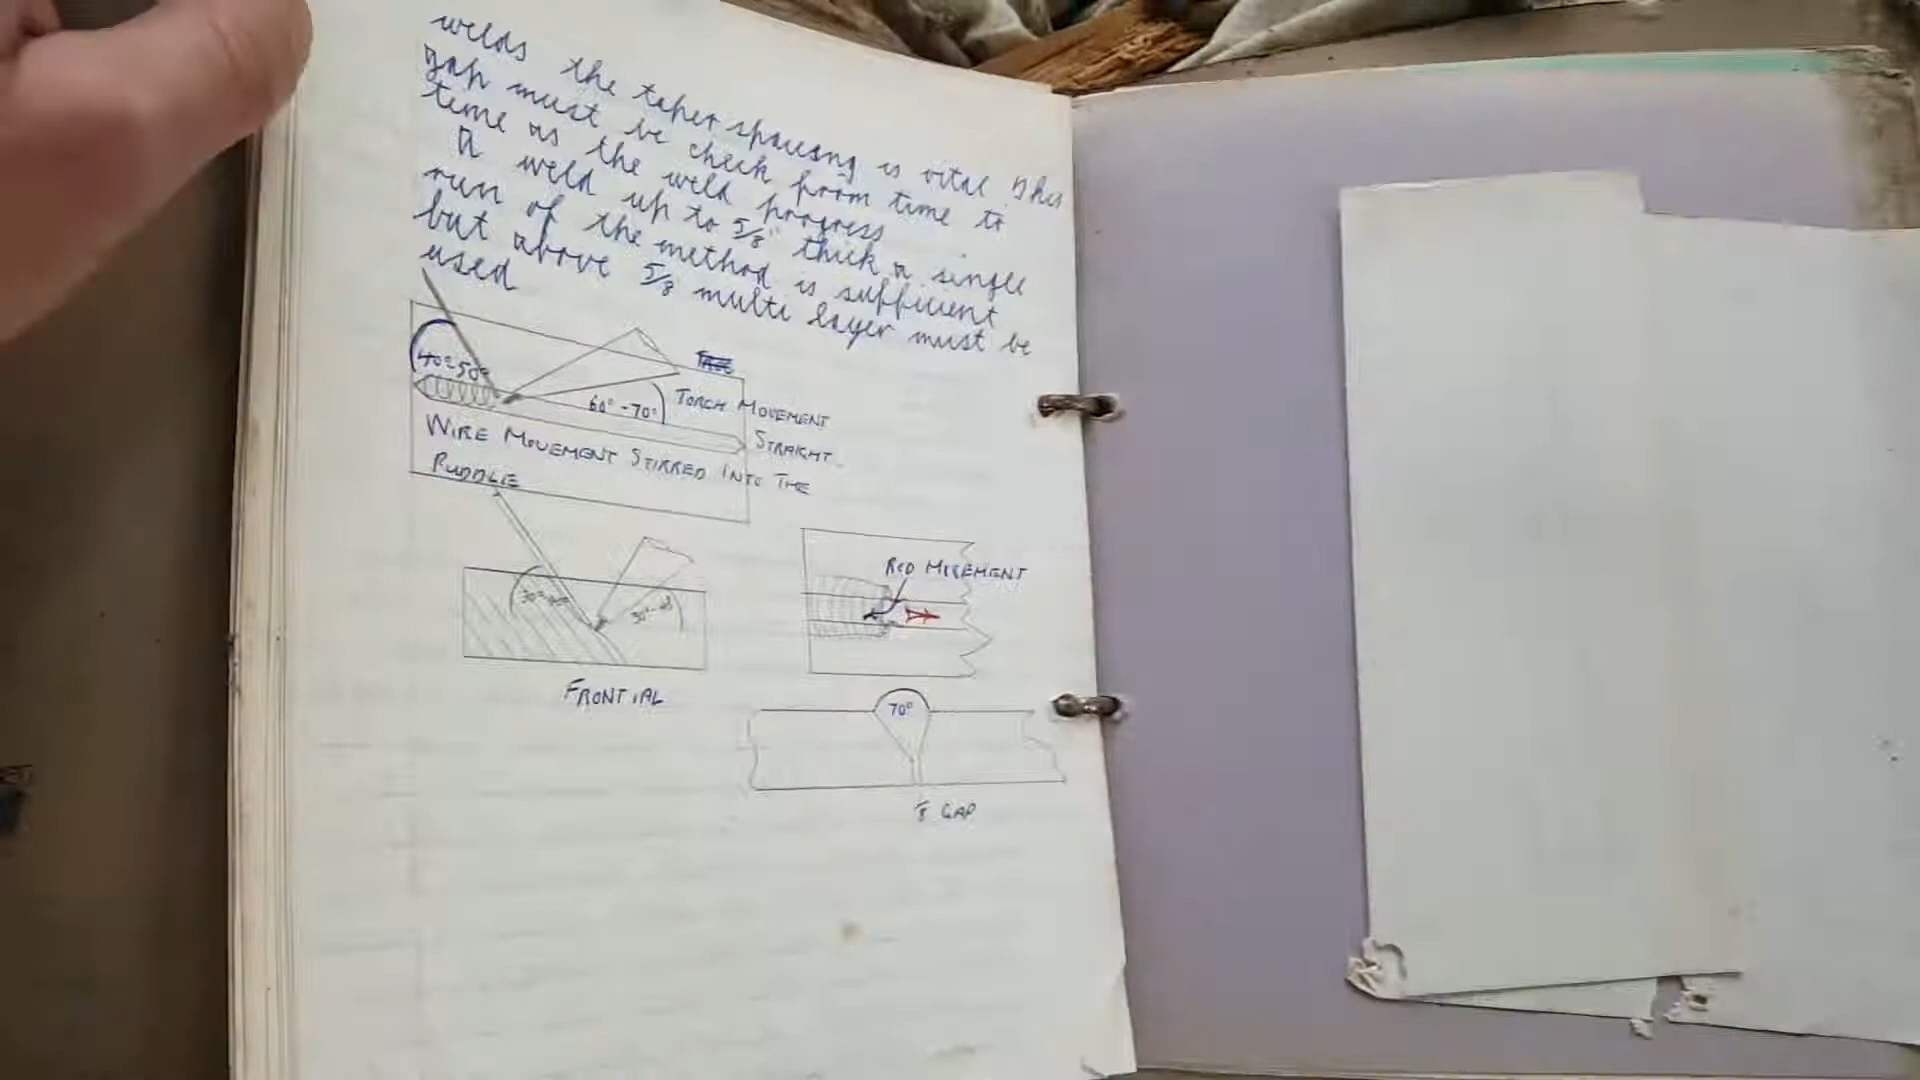 welds the taper spacing is vital This
gap must be check from time to
time as the weld progress
A weld up to 5/8" thick a single
run of the method is sufficient
but above 5/8 multi layer must be
used
40°-50°
60°-70°
TORCH MOVEMENT
STRAIGHT
WIRE MOVEMENT STIRRED INTO THE
PUDDLE
30°-40°
FRONTIAL
ROD MOVEMENT
70°
GAP